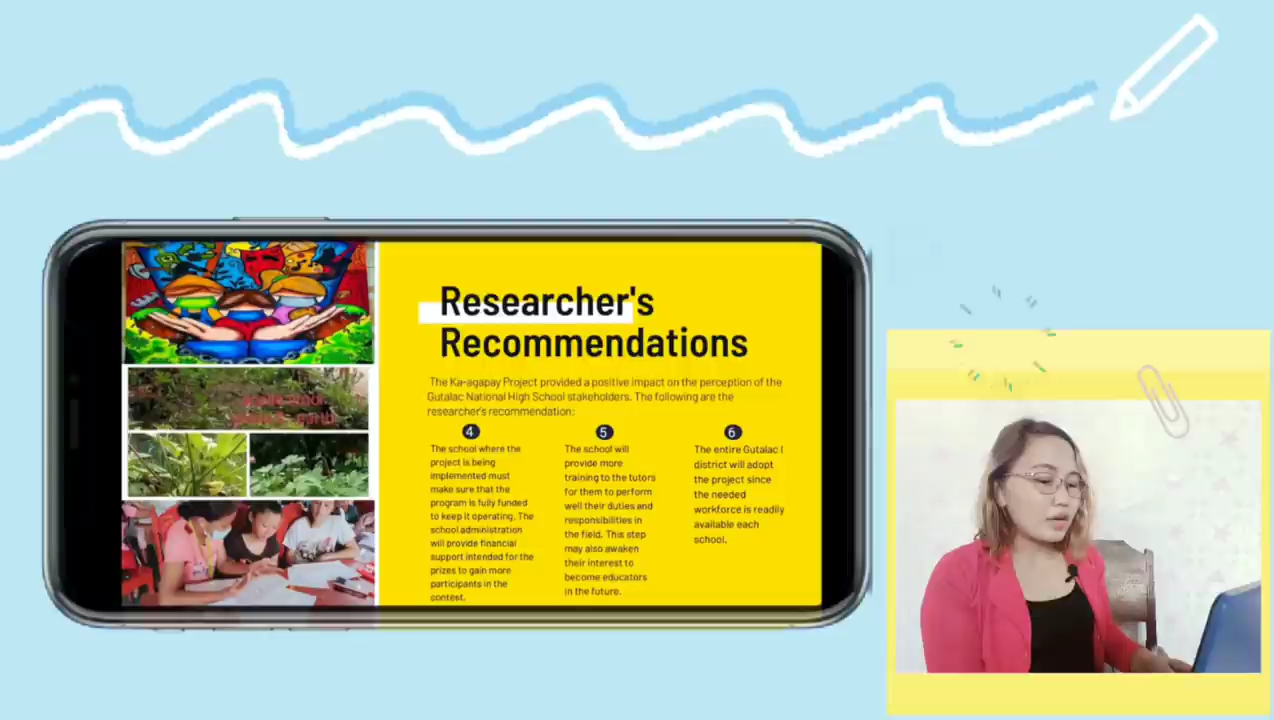 Researcher's
Recommendations
The Ka-agapay Project provided a positive impact on the perception of the
Gutalac National High School stakeholders. The following are the
researcher's recommendation:
4
The school where the
project is being
implemented must
make sure that the
program is fully funded
to keep it operating. The
school administration
will provide financial
support intended for the
prizes to gain more
participants in the
contest.
5
The school will
provide more
training to the tutors
for them to perform
well their duties and
responsibilities in
the field. This step
may also awaken
their interest to
become educators
in the future.
6
The entire Gutalac I
district will adopt
the project since
the needed
workforce is readily
available each
school.